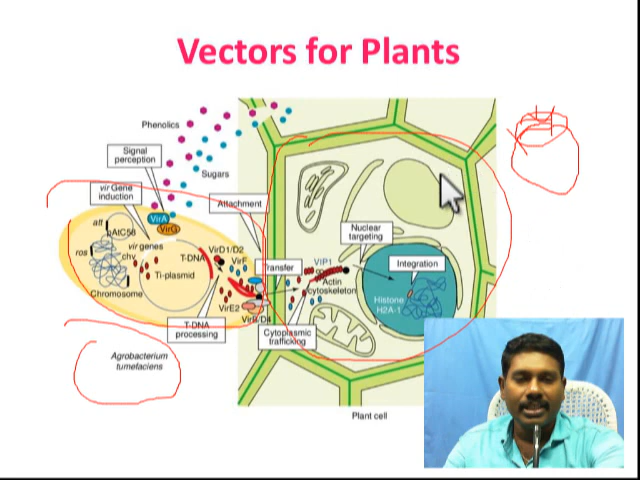 Vectors for Plants
Phenolics
Signal
perception
Sugars
vir Gene
induction
Attachment
VirA
VirG
att
pAtC58
vir genes
chv
ros
Ti-plasmid
Chromosome
T-DNA
VirD1/D2
VirF
VirE2
VirB/D4
T-DNA
processing
Transfer
Cytoplasmic
trafficking
VIP1
Actin
cytoskeleton
Nuclear
targeting
Integration
Histone
H2A-1
Agrobacterium
tumefaciens
Plant cell